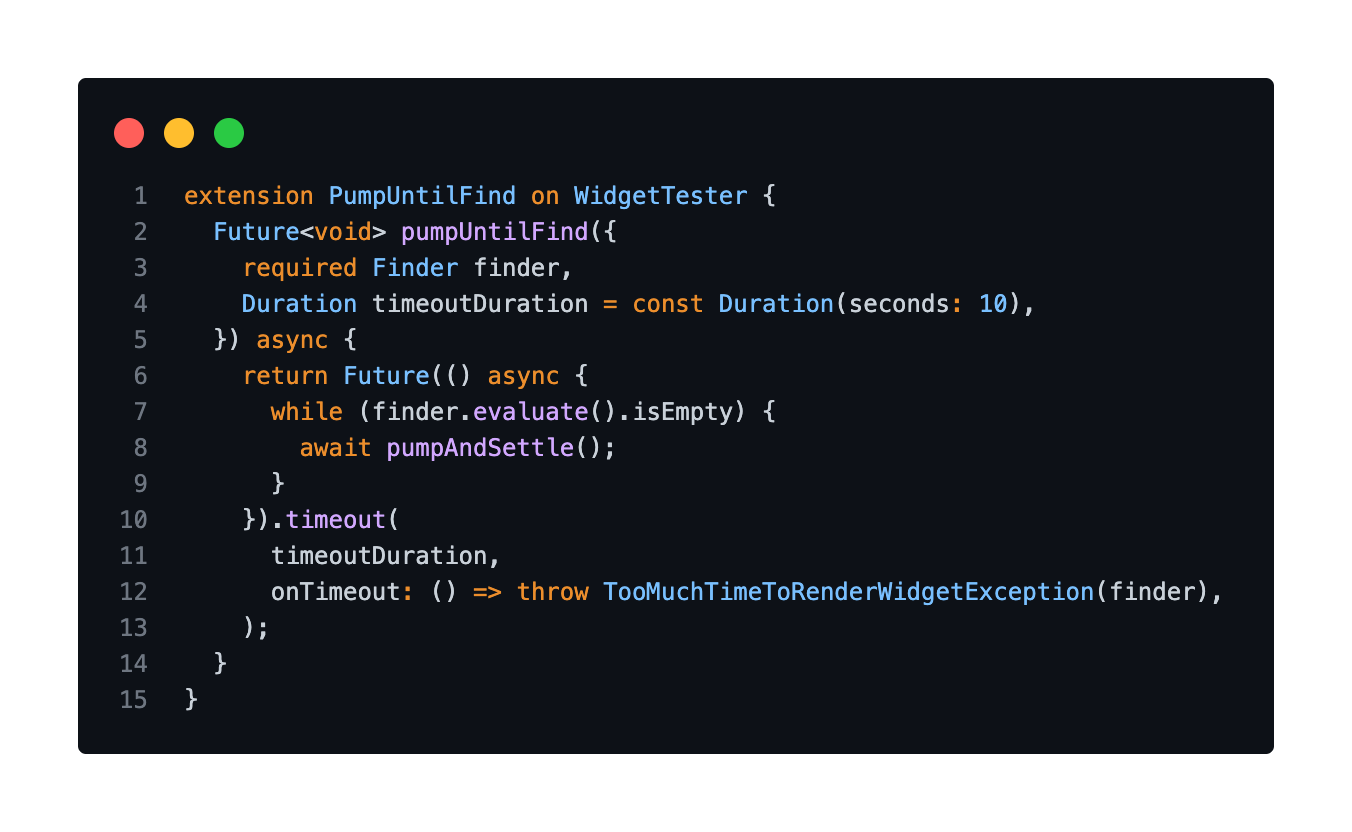 1 extension PumpUntilFind on WidgetTester {
2   Future<void> pumpUntilFind({
3     required Finder finder,
4     Duration timeoutDuration = const Duration(seconds: 10),
5   }) async {
6     return Future(() async {
7       while (finder.evaluate().isEmpty) {
8         await pumpAndSettle();
9       }
10     }).timeout(
11       timeoutDuration,
12       onTimeout: () => throw TooMuchTimeToRenderWidgetException(finder),
13     );
14   }
15 }